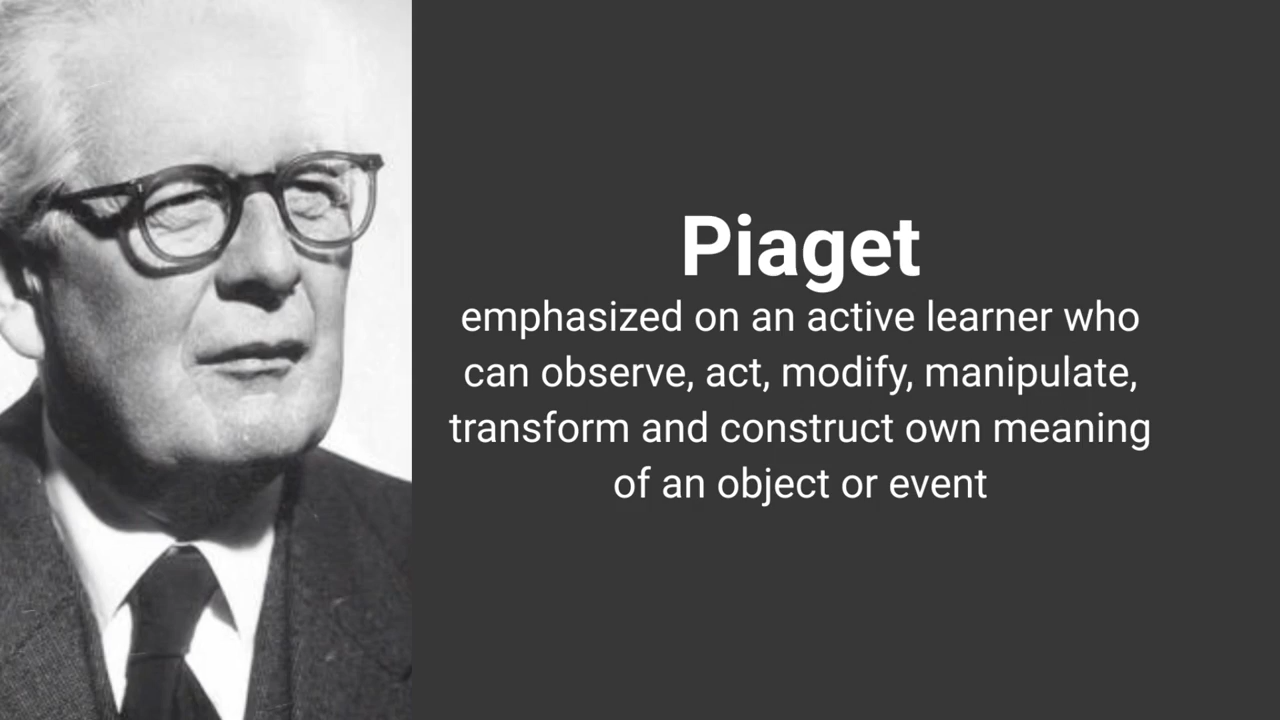 Piaget
emphasized on an active learner who
can observe, act, modify, manipulate,
transform and construct own meaning
of an object or event